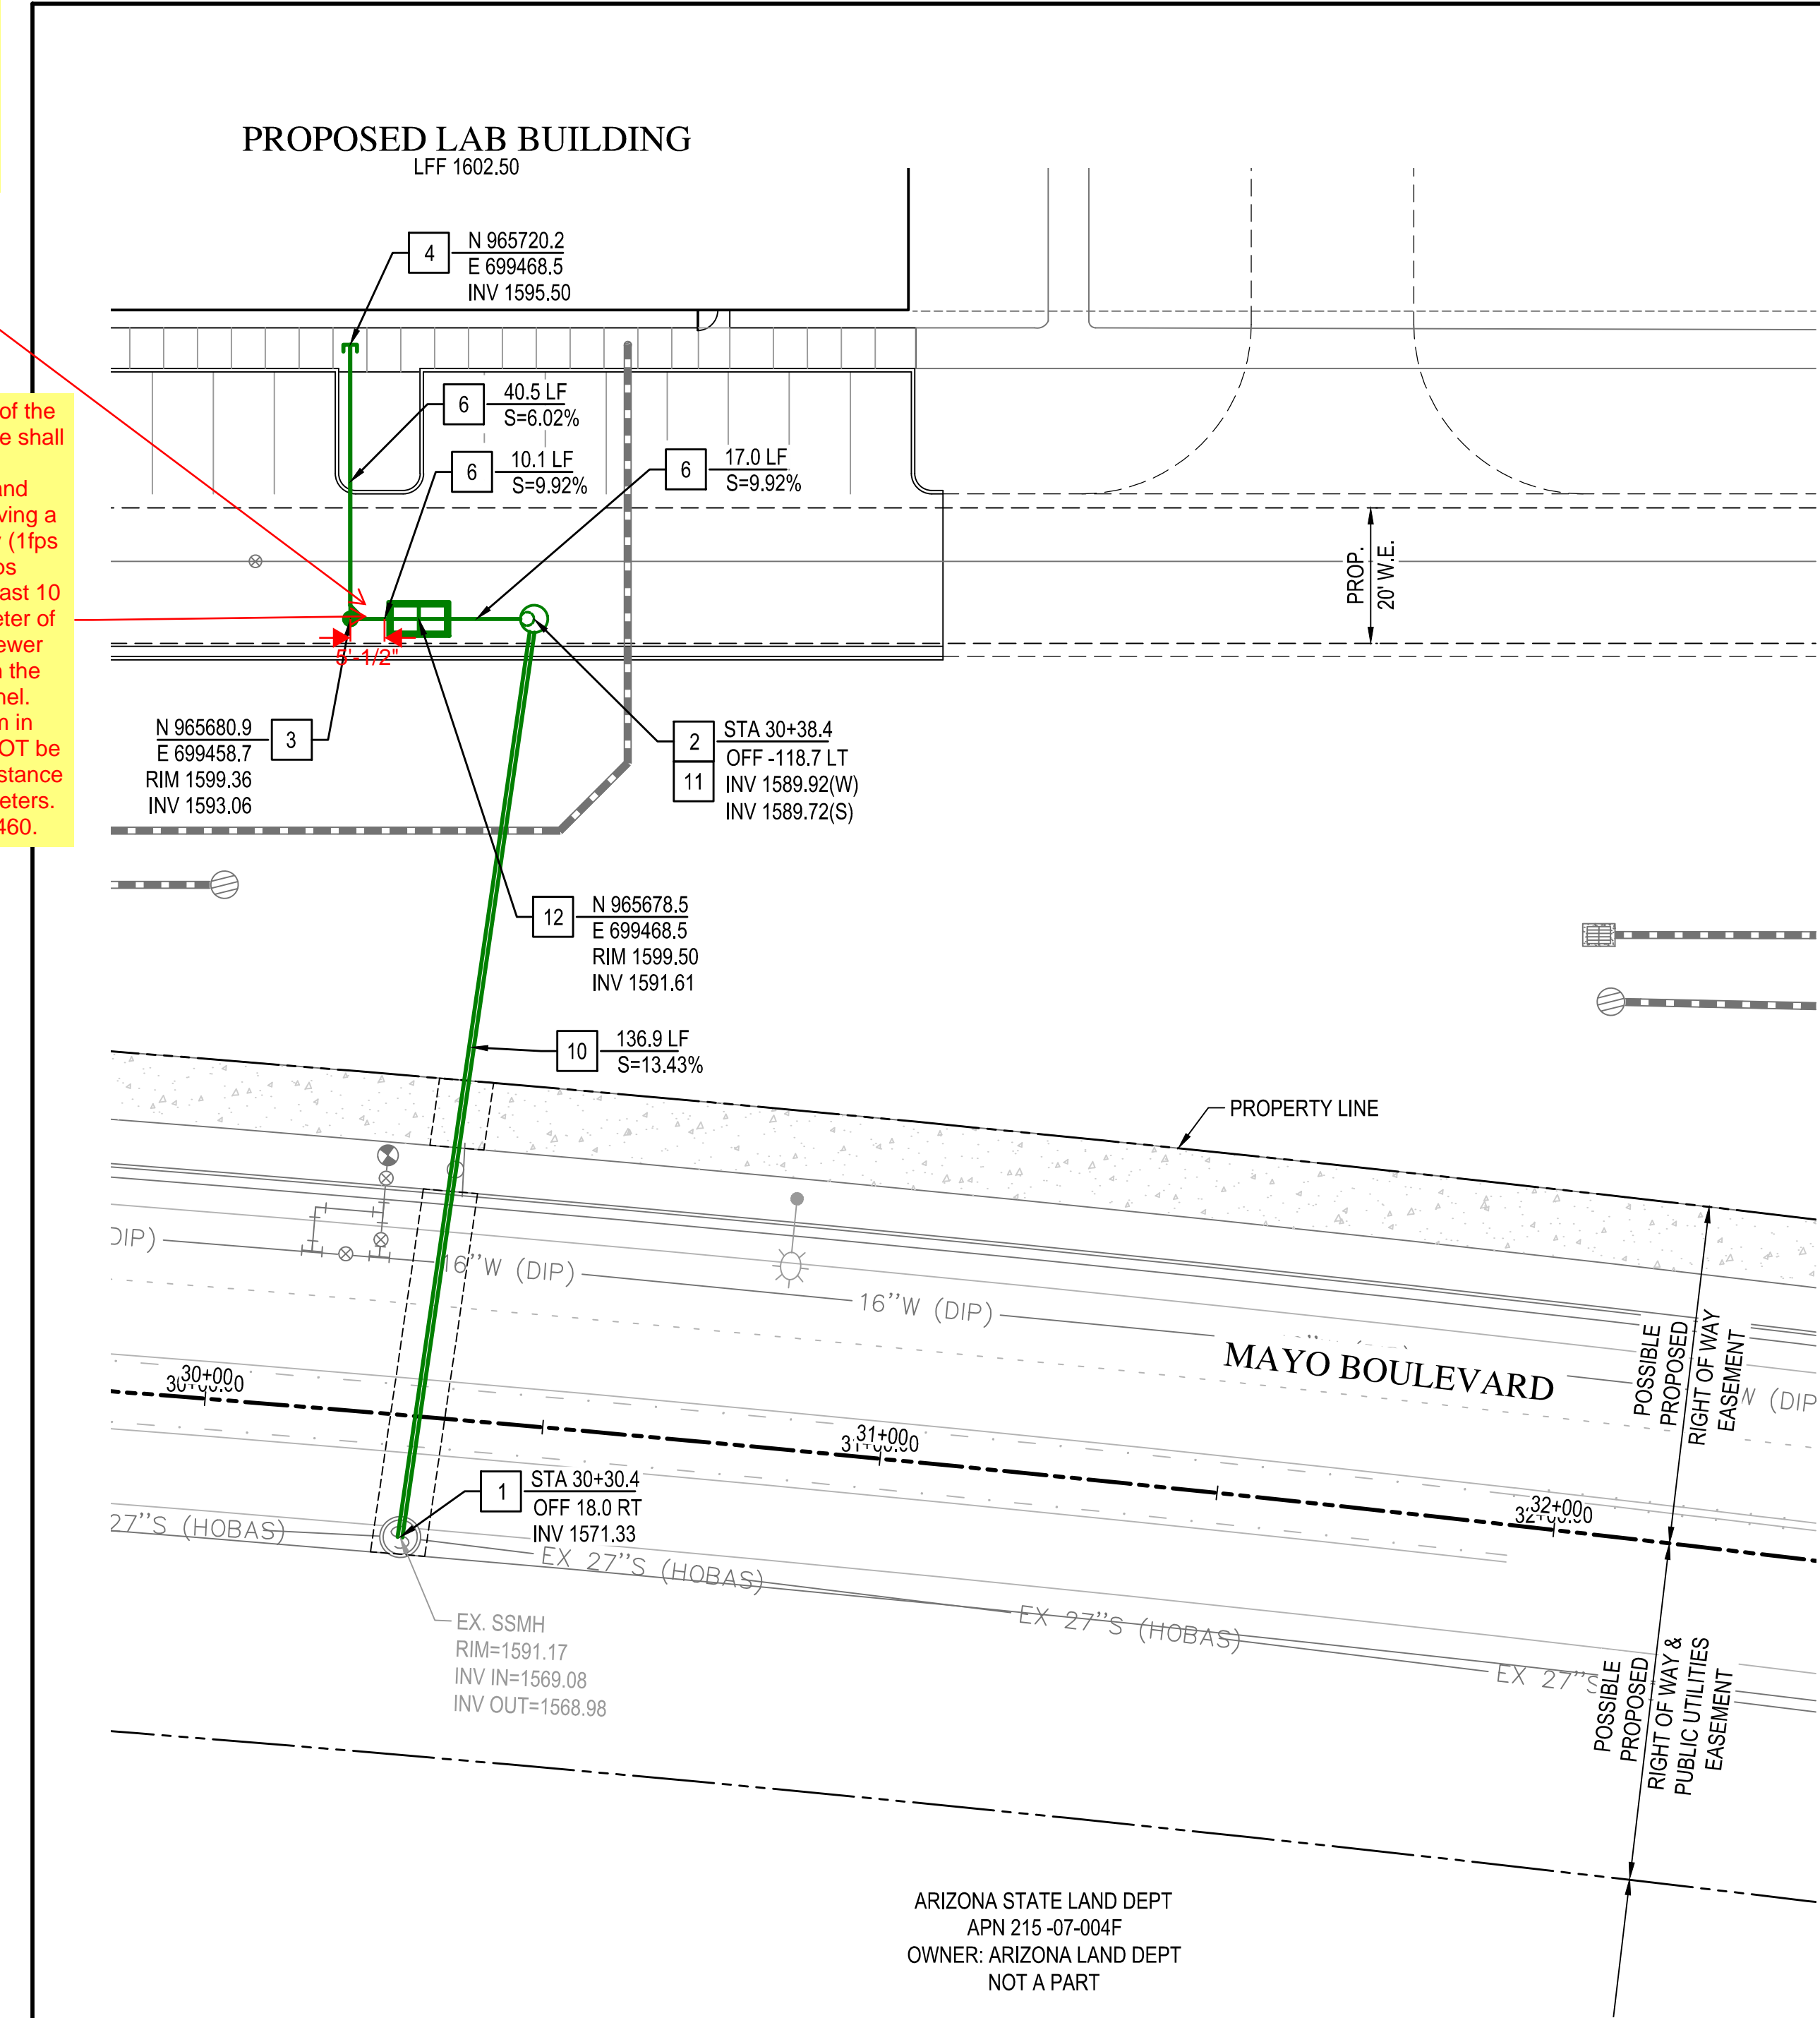 PROPOSED LAB BUILDING
LFF 1602.50
4
N 965720.2
E 699468.5
INV 1595.50
6
40.5 LF
S=6.02%
6
10.1 LF
S=9.92%
6
17.0 LF
S=9.92%
PROP.
20' W.E.
of the
e shall
and
ving a
(1fps
ps
ast 10
eter of
ewer
n the
nel.
n in
OT be
stance
eters.
460.
5'-1/2"
3
N 965680.9
E 699458.7
RIM 1599.36
INV 1593.06
2
11
STA 30+38.4
OFF -118.7 LT
INV 1589.92(W)
INV 1589.72(S)
12
N 965678.5
E 699468.5
RIM 1599.50
INV 1591.61
10
136.9 LF
S=13.43%
PROPERTY LINE
DIP)
16''W (DIP)
16''W (DIP)
MAYO BOULEVARD
W (DIP
POSSIBLE
PROPOSED
RIGHT OF WAY
EASEMENT
30+00
31+00
32+00
1
STA 30+30.4
OFF 18.0 RT
INV 1571.33
27''S (HOBAS)
EX 27''S (HOBAS)
EX 27''S (HOBAS)
EX 27''S
EX. SSMH
RIM=1591.17
INV IN=1569.08
INV OUT=1568.98
POSSIBLE
PROPOSED
RIGHT OF WAY &
PUBLIC UTILITIES
EASEMENT
ARIZONA STATE LAND DEPT
APN 215 -07-004F
OWNER: ARIZONA LAND DEPT
NOT A PART